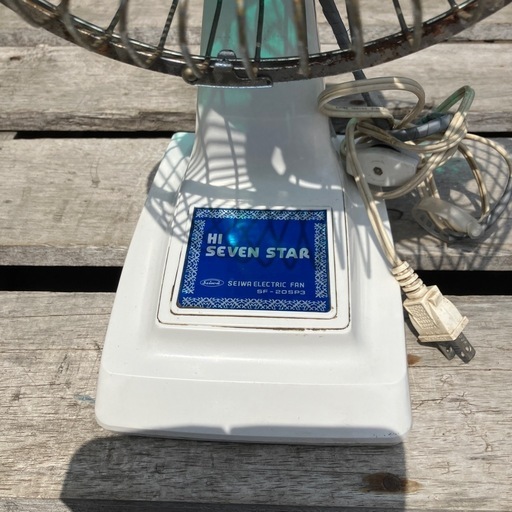 HI
SEVEN STAR
SEIWA ELECTRIC FAN
SF-20SP3